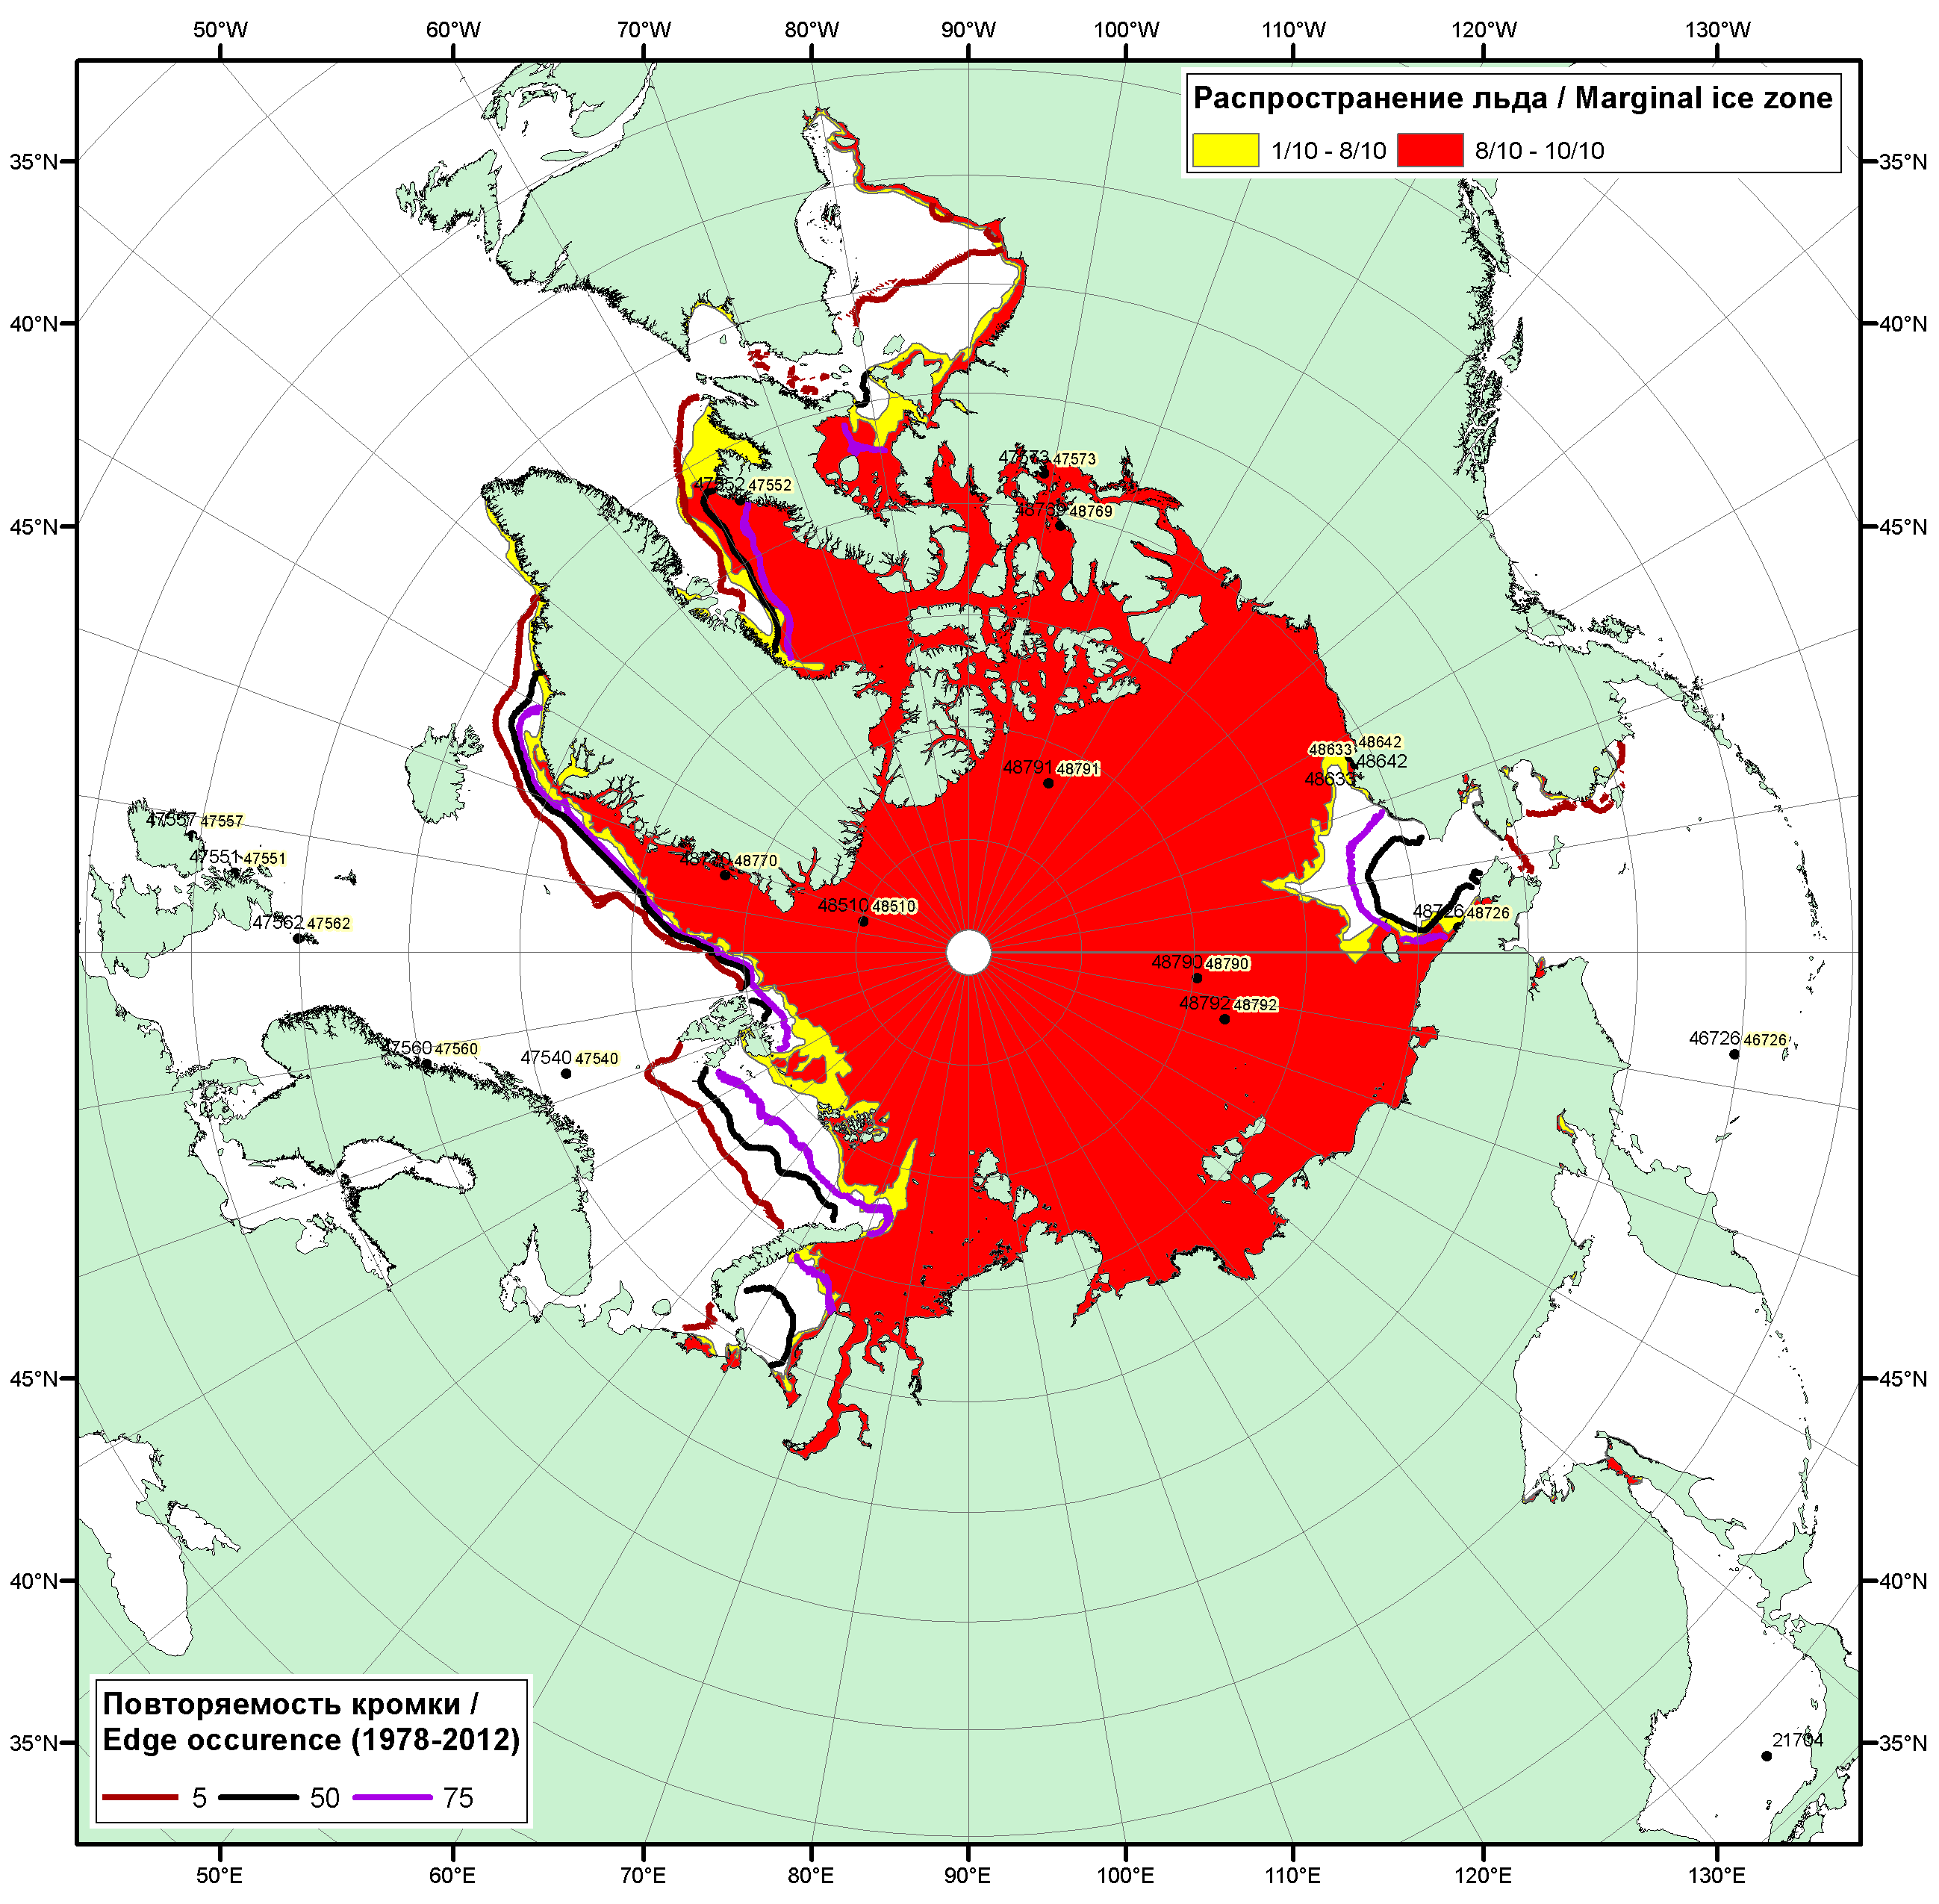 50°W 60°W 70°W 80°W 90°W 100°W 110°W 120°W 130°W
Распространение льда / Marginal ice zone
1/10 - 8/10 8/10 - 10/10
35°N 35°N
40°N 40°N
47573 47573
47552 47552
48769 48769
45°N 45°N
48633 48642
48642
48791 48791
48633
47557 47557
47551 47551
48770
48510 48510
48726 48726
47562 47562
48790 48790
48792 48792
46726 46726
47560 47560
47540 47540
45°N 45°N
40°N 40°N
Повторяемость кромки /
Edge occurence (1978-2012)
35°N 21704 35°N
5 50 75
50°E 60°E 70°E 80°E 90°E 100°E 110°E 120°E 130°E